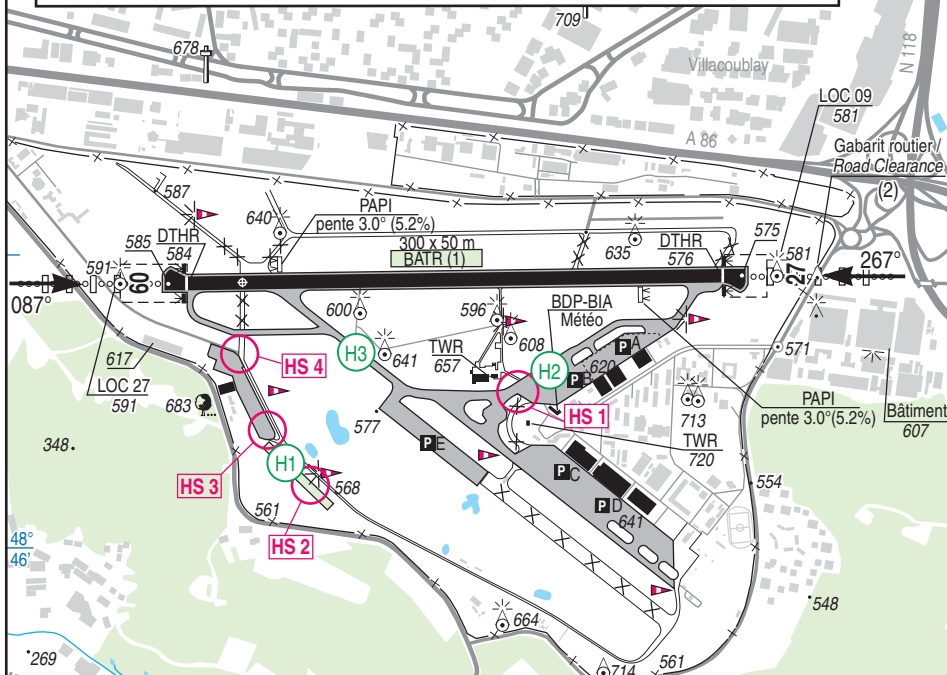 709
678
Villacoublay
N 118
LOC 09
581
A 86
Gabarit routier /
Road Clearance
(2)
587
640
PAPI
pente 3.0° (5.2%)
300 x 50 m
BATR (1)
635
DTHR
576
575
581
585
DTHR
584
591
09
27
087°
267°
600
596
BDP-BIA
Météo
H3
641
TWR
657
608
H2
620
P A
P B
571
617
HS 4
LOC 27
591
683
HS 1
713
TWR
720
PAPI
pente 3.0°(5.2%)
Bâtiment
607
348
577
P E
HS 3
H1
568
P C
P D
641
554
561
HS 2
48°
46'
548
664
269
714
561